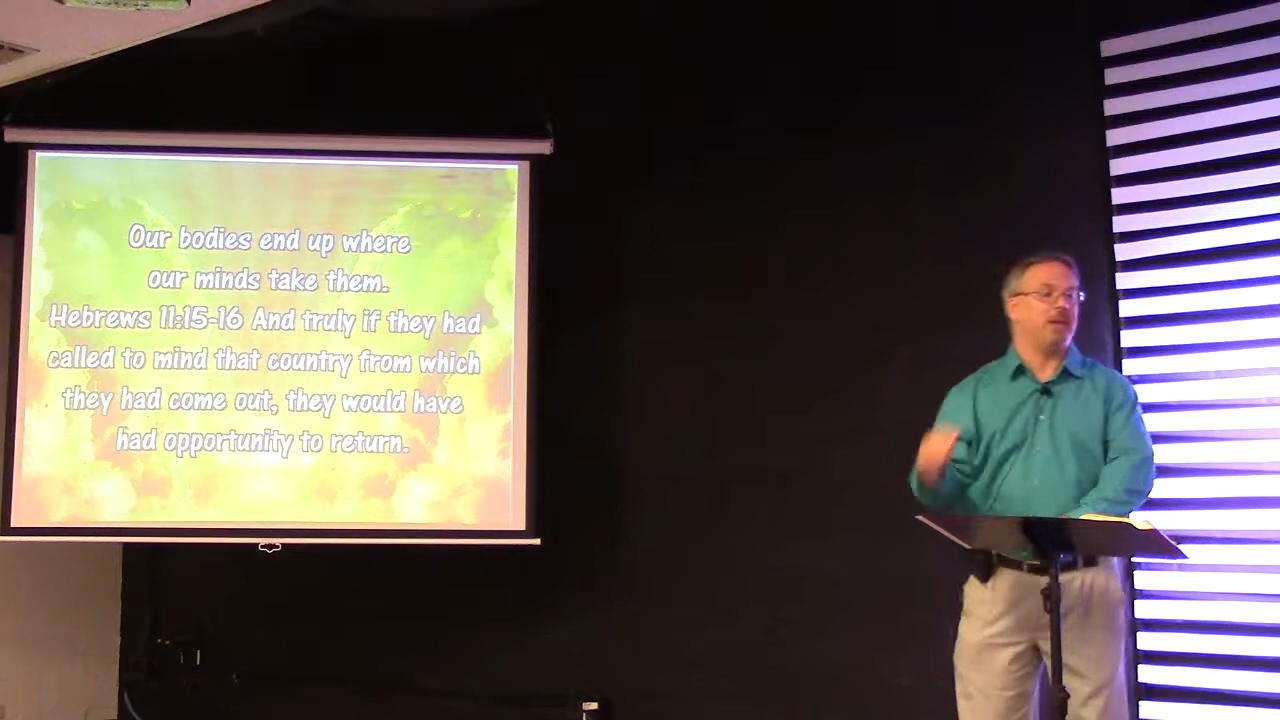 Our bodies end up where
our minds take them.
Hebrews 11:15-16 And truly if they had
called to mind that country from which
they had come out, they would have
had opportunity to return.